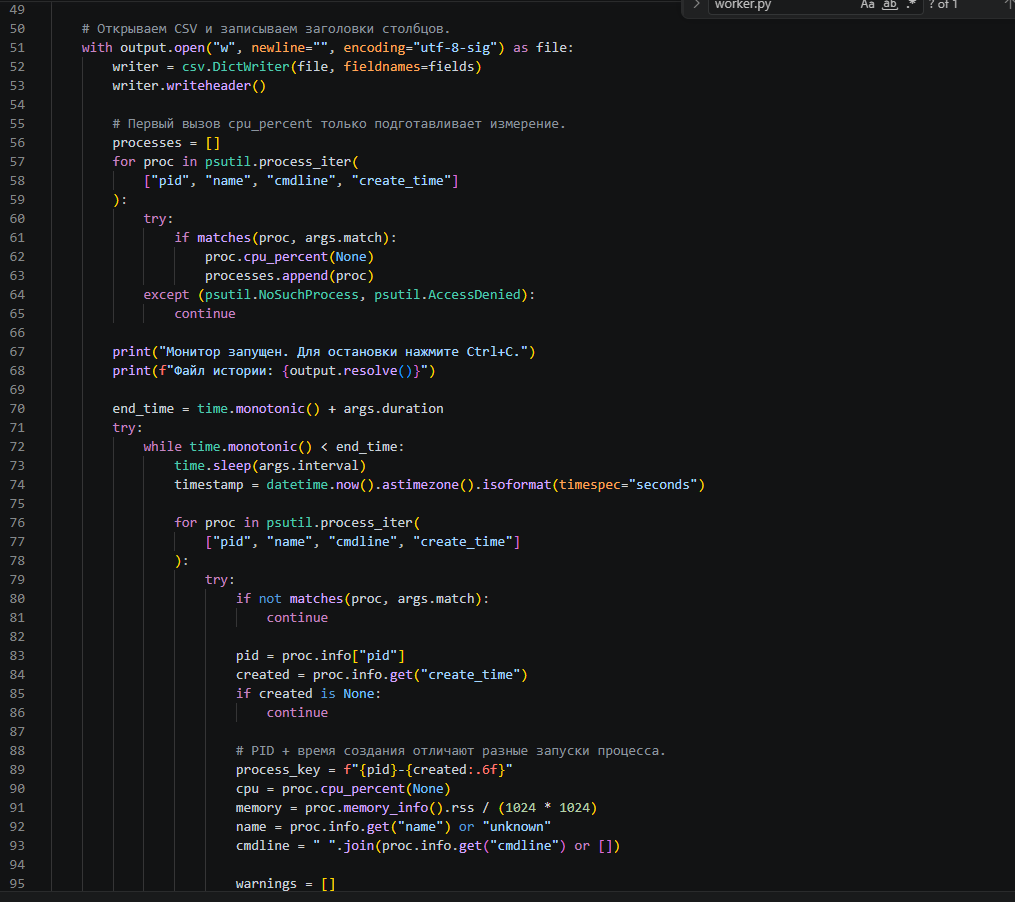 worker.py Aa ab .* ? of 1
49
50 # Открываем CSV и записываем заголовки столбцов.
51 with output.open("w", newline="", encoding="utf-8-sig") as file:
52 writer = csv.DictWriter(file, fieldnames=fields)
53 writer.writeheader()
54
55 # Первый вызов cpu_percent только подготавливает измерение.
56 processes = []
57 for proc in psutil.process_iter(
58 ["pid", "name", "cmdline", "create_time"]
59 ):
60 try:
61 if matches(proc, args.match):
62 proc.cpu_percent(None)
63 processes.append(proc)
64 except (psutil.NoSuchProcess, psutil.AccessDenied):
65 continue
66
67 print("Монитор запущен. Для остановки нажмите Ctrl+C.")
68 print(f"Файл истории: {output.resolve()}")
69
70 end_time = time.monotonic() + args.duration
71 try:
72 while time.monotonic() < end_time:
73 time.sleep(args.interval)
74 timestamp = datetime.now().astimezone().isoformat(timespec="seconds")
75
76 for proc in psutil.process_iter(
77 ["pid", "name", "cmdline", "create_time"]
78 ):
79 try:
80 if not matches(proc, args.match):
81 continue
82
83 pid = proc.info["pid"]
84 created = proc.info.get("create_time")
85 if created is None:
86 continue
87
88 # PID + время создания отличают разные запуски процесса.
89 process_key = f"{pid}-{created:.6f}"
90 cpu = proc.cpu_percent(None)
91 memory = proc.memory_info().rss / (1024 * 1024)
92 name = proc.info.get("name") or "unknown"
93 cmdline = " ".join(proc.info.get("cmdline") or [])
94
95 warnings = []